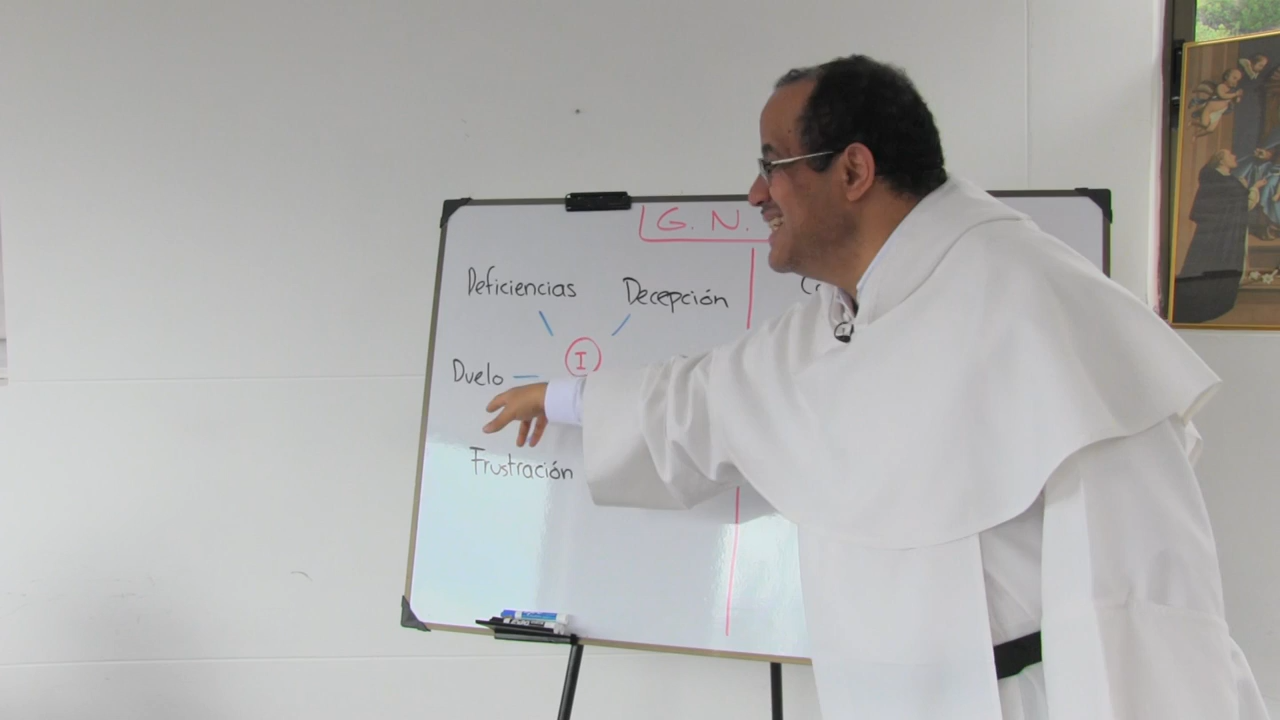 G. N.
Deficiencias
Decepción
I
Duelo
Frustración